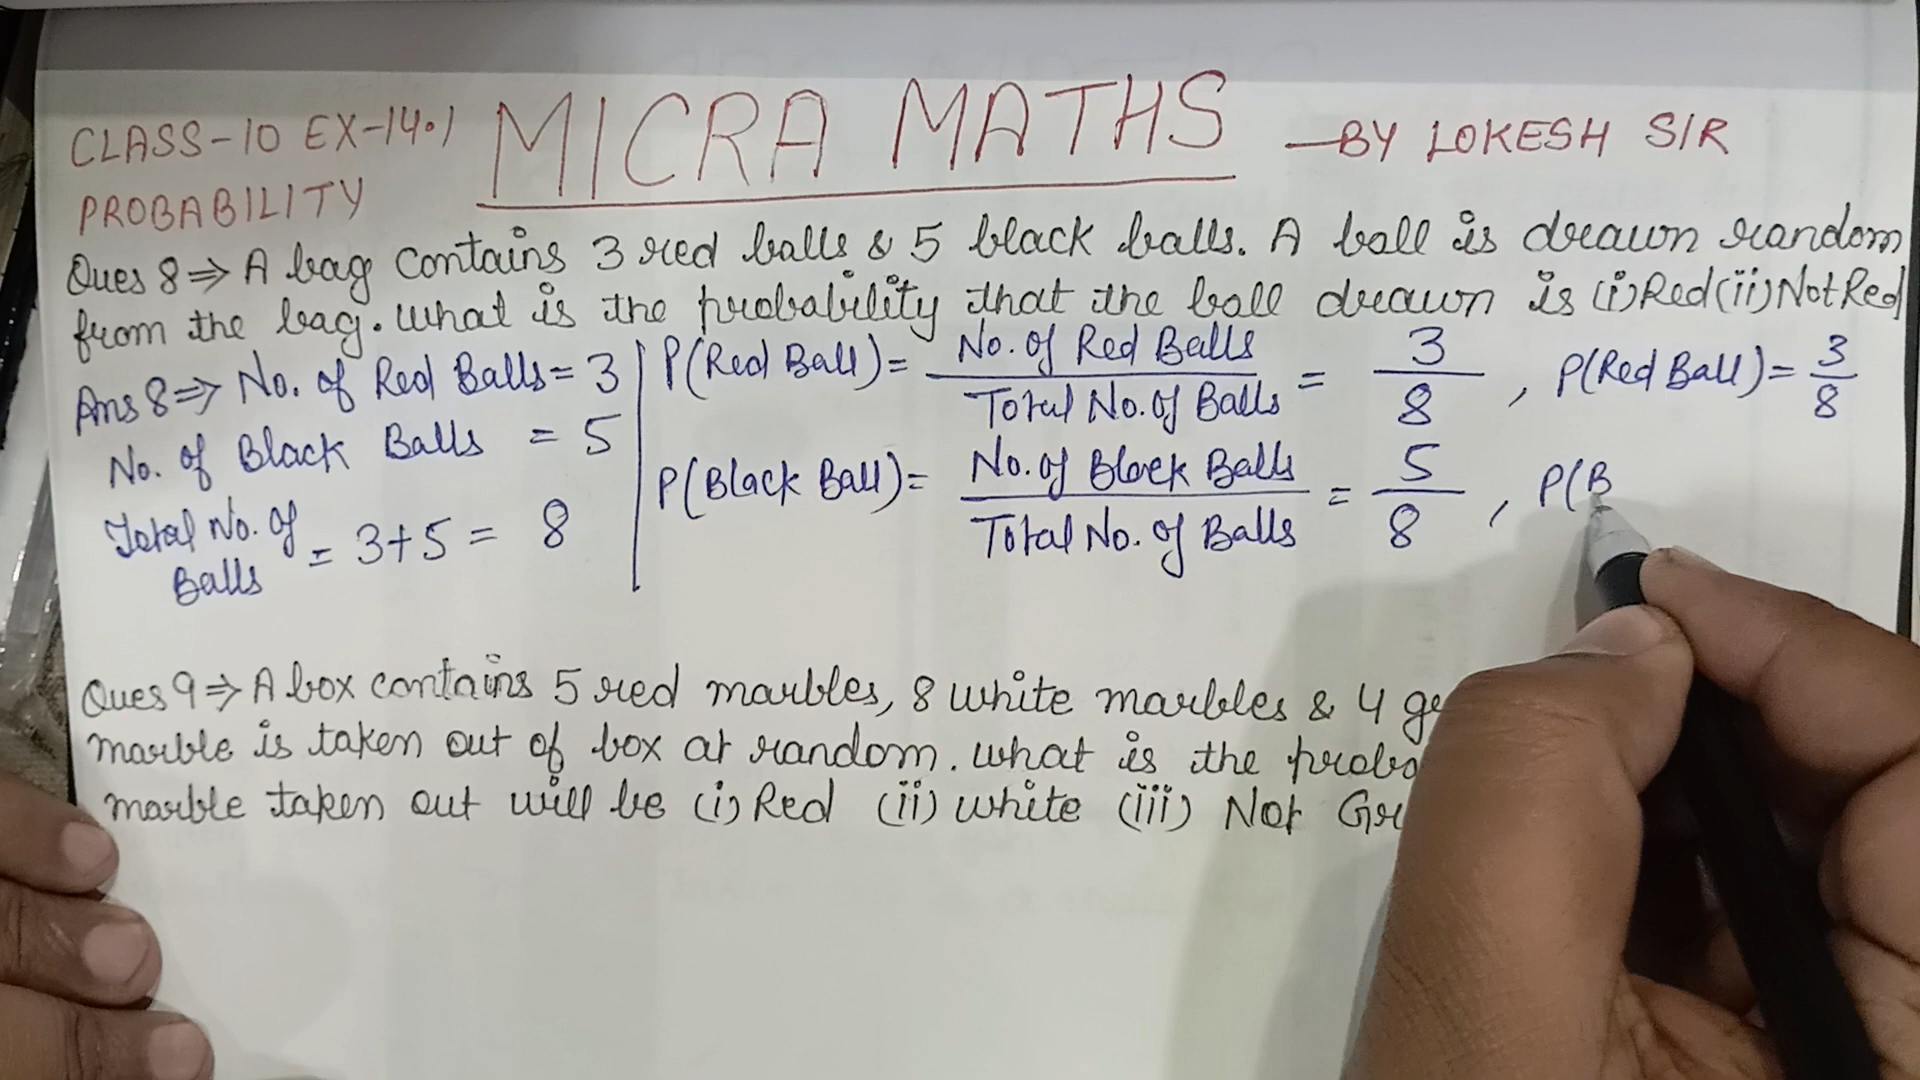 CLASS-10 EX-14.1 MICRA MATHS -BY LOKESH SIR
PROBABILITY
Ques 8⇒ A bag contains 3 red balls & 5 black balls. A ball is drawn random
from the bag. What is the probability that the ball drawn is (i)Red(ii)Not Red
Ans 8⇒ No. of Red Balls = 3
No. of Black Balls = 5
Total No. of Balls = 3+5 = 8
P(Red Ball) = No. of Red Balls / Total No. of Balls = 3/8 , P(Red Ball) = 3/8
P(Black Ball) = No. of Black Balls / Total No. of Balls = 5/8 , P(B
Ques 9⇒ A box contains 5 red marbles, 8 white marbles & 4
marble is taken out of box at random. what is the
marble taken out will be (i) Red (ii) white (iii) Not